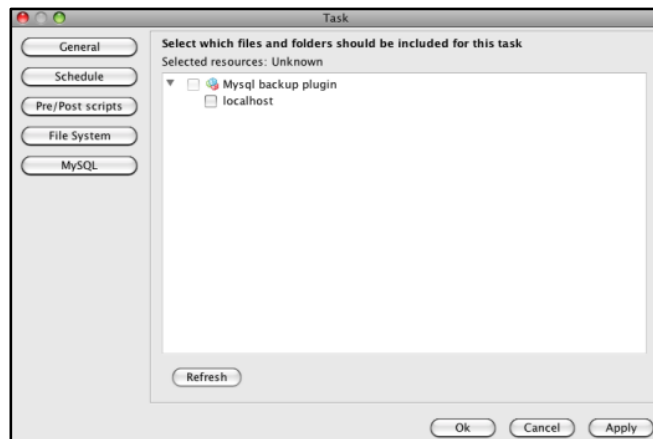 Task
General
Schedule
Pre/Post scripts
File System
MySQL
Select which files and folders should be included for this task
Selected resources: Unknown
Mysql backup plugin
localhost
Refresh
Ok
Cancel
Apply